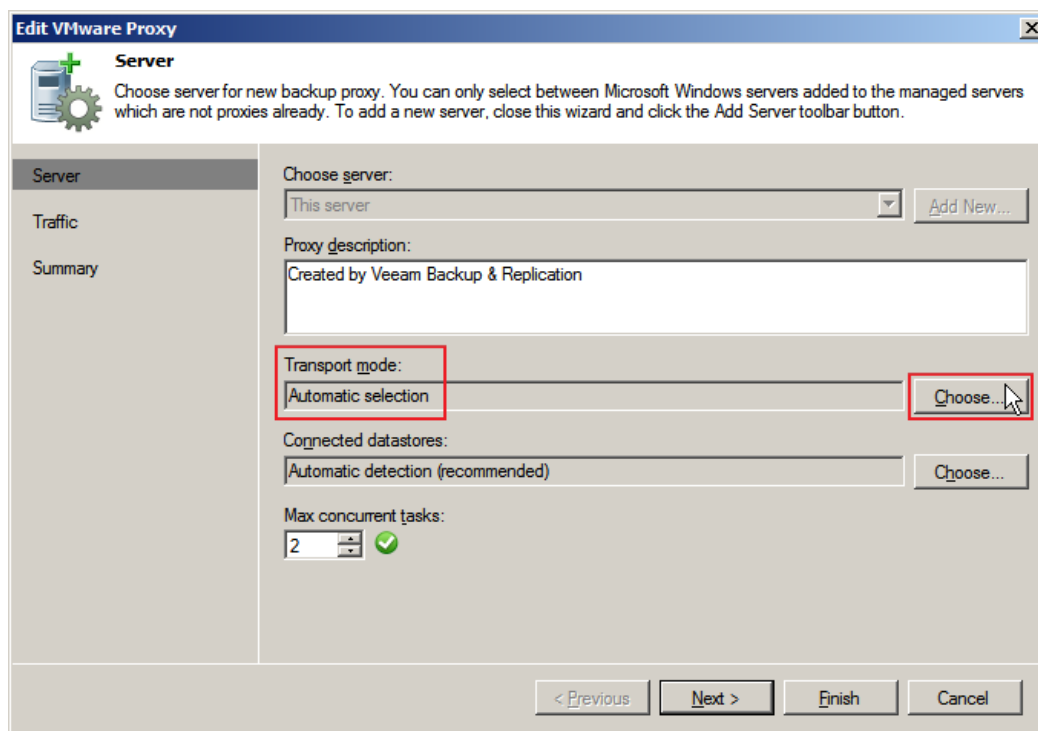 Edit VMware Proxy
Server
Choose server for new backup proxy. You can only select between Microsoft Windows servers added to the managed servers
which are not proxies already. To add a new server, close this wizard and click the Add Server toolbar button.
Server
Traffic
Summary
Choose server:
This server
Add New...
Proxy description:
Created by Veeam Backup & Replication
Transport mode:
Automatic selection
Choose...
Connected datastores:
Automatic detection (recommended)
Choose...
Max concurrent tasks:
2
< Previous
Next >
Finish
Cancel